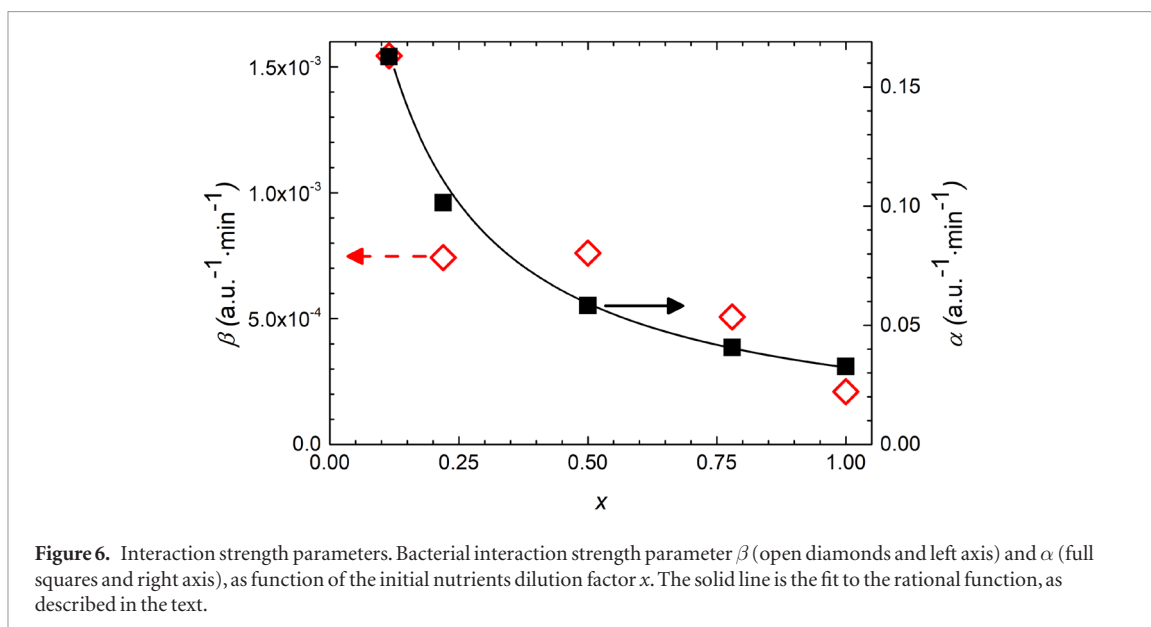 1.5x10⁻³
1.0x10⁻³
5.0x10⁻⁴
0.0
β (a.u.⁻¹·min⁻¹)
0.15
0.10
0.05
0.00
α (a.u.⁻¹·min⁻¹)
0.00 0.25 0.50 0.75 1.00
x
Figure 6. Interaction strength parameters. Bacterial interaction strength parameter β (open diamonds and left axis) and α (full
squares and right axis), as function of the initial nutrients dilution factor x. The solid line is the fit to the rational function, as
described in the text.